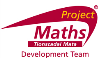 Project
Maths
Tionscadal Mata
Development Team